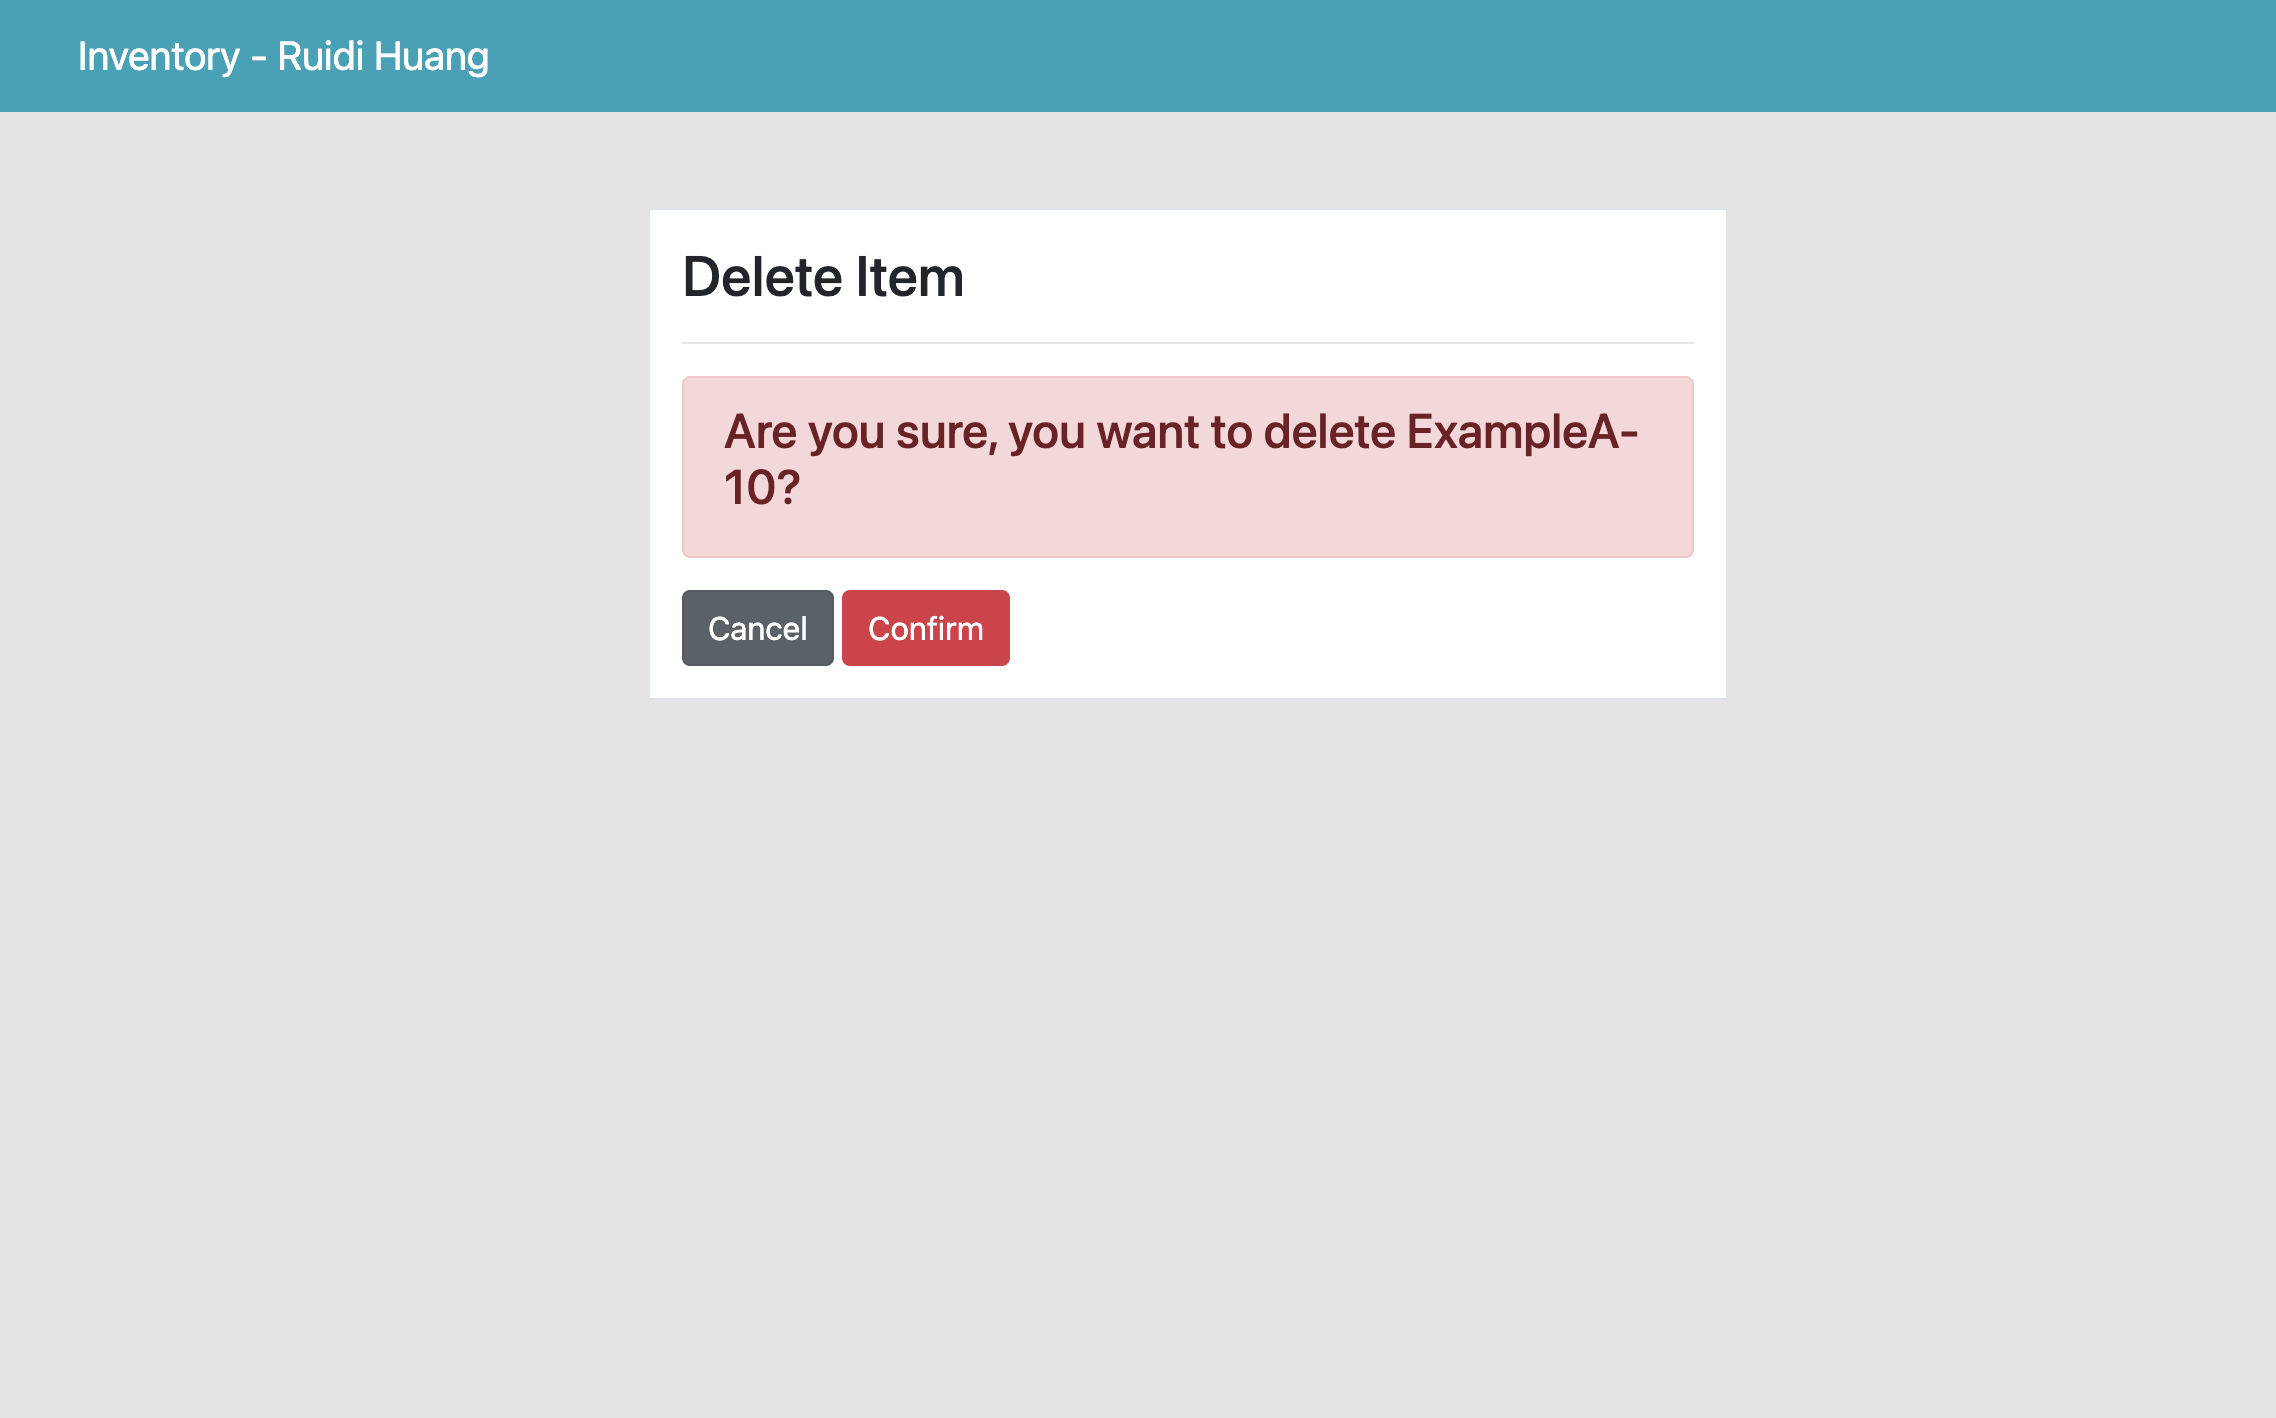 Inventory - Ruidi Huang
Delete Item
Are you sure, you want to delete ExampleA-
10?
Cancel Confirm